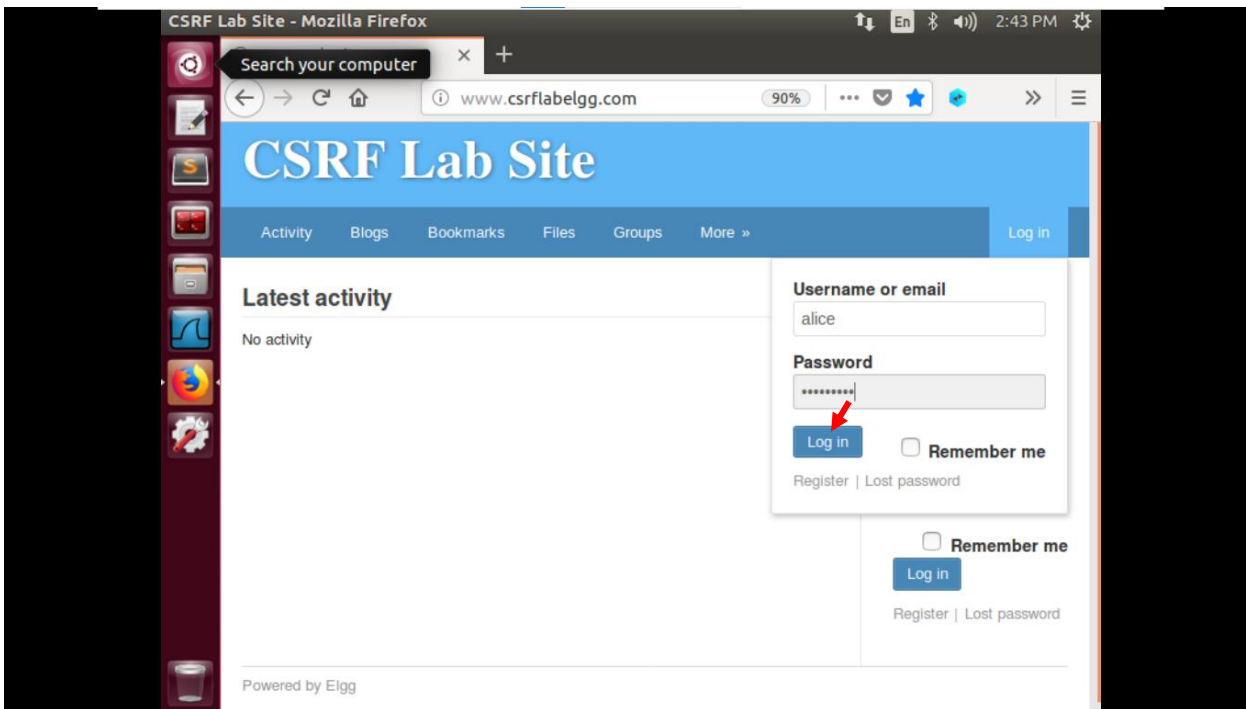 CSRF Lab Site - Mozilla Firefox
En
2:43 PM
Search your computer
www.csrflabelgg.com
90%
CSRF Lab Site
Activity Blogs Bookmarks Files Groups More » Log in
Latest activity
No activity
Username or email
alice
Password
•••••••••
Log in
Remember me
Register | Lost password
Remember me
Log in
Register | Lost password
Powered by Elgg